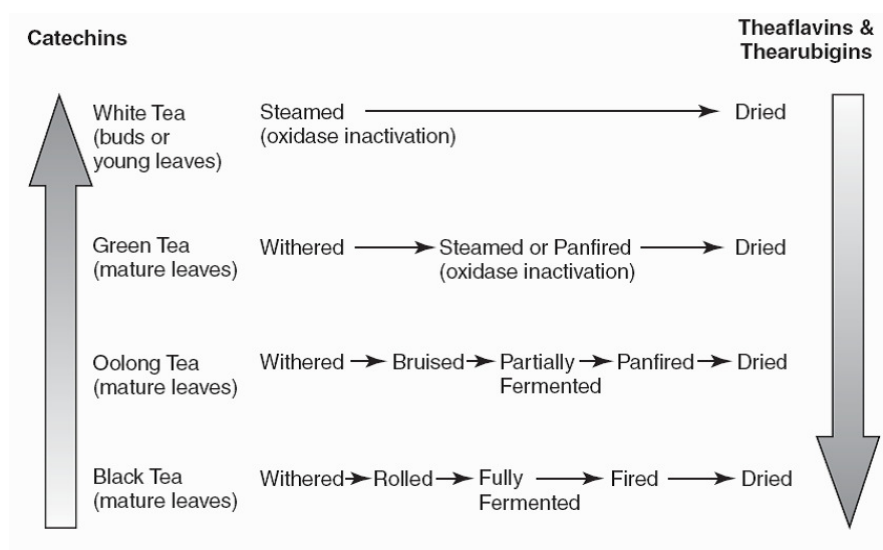 Catechins
Theaflavins &
Thearubigins
White Tea
(buds or
young leaves)
Steamed
(oxidase inactivation)
Dried
Green Tea
(mature leaves)
Withered
Steamed or Panfired
(oxidase inactivation)
Dried
Oolong Tea
(mature leaves)
Withered
Bruised
Partially
Fermented
Panfired
Dried
Black Tea
(mature leaves)
Withered
Rolled
Fully
Fermented
Fired
Dried